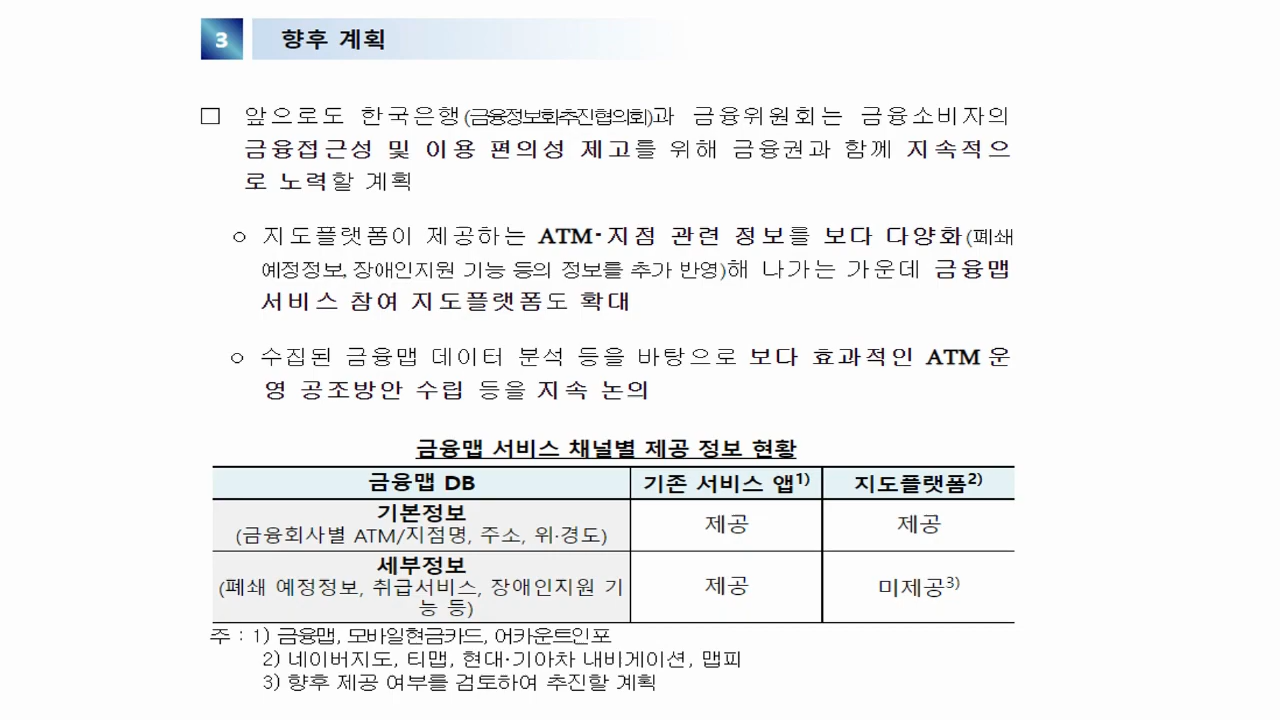 3 향후 계획
□ 앞으로도 한국은행(금융정보화추진협의회)과 금융위원회는 금융소비자의
금융접근성 및 이용 편의성 제고를 위해 금융권과 함께 지속적으
로 노력할 계획
○ 지도플랫폼이 제공하는 ATM·지점 관련 정보를 보다 다양화(폐쇄
예정정보, 장애인지원 기능 등의 정보를 추가 반영)해 나가는 가운데 금융맵
서비스 참여 지도플랫폼도 확대
○ 수집된 금융맵 데이터 분석 등을 바탕으로 보다 효과적인 ATM 운
영 공조방안 수립 등을 지속 논의
금융맵 서비스 채널별 제공 정보 현황
금융맵 DB 기존 서비스 앱1) 지도플랫폼2)
기본정보
(금융회사별 ATM/지점명, 주소, 위·경도) 제공 제공
세부정보
(폐쇄 예정정보, 취급서비스, 장애인지원 기 제공 미제공3)
능 등)
주 : 1) 금융맵, 모바일현금카드, 어카운트인포
2) 네이버지도, 티맵, 현대·기아차 내비게이션, 맵피
3) 향후 제공 여부를 검토하여 추진할 계획